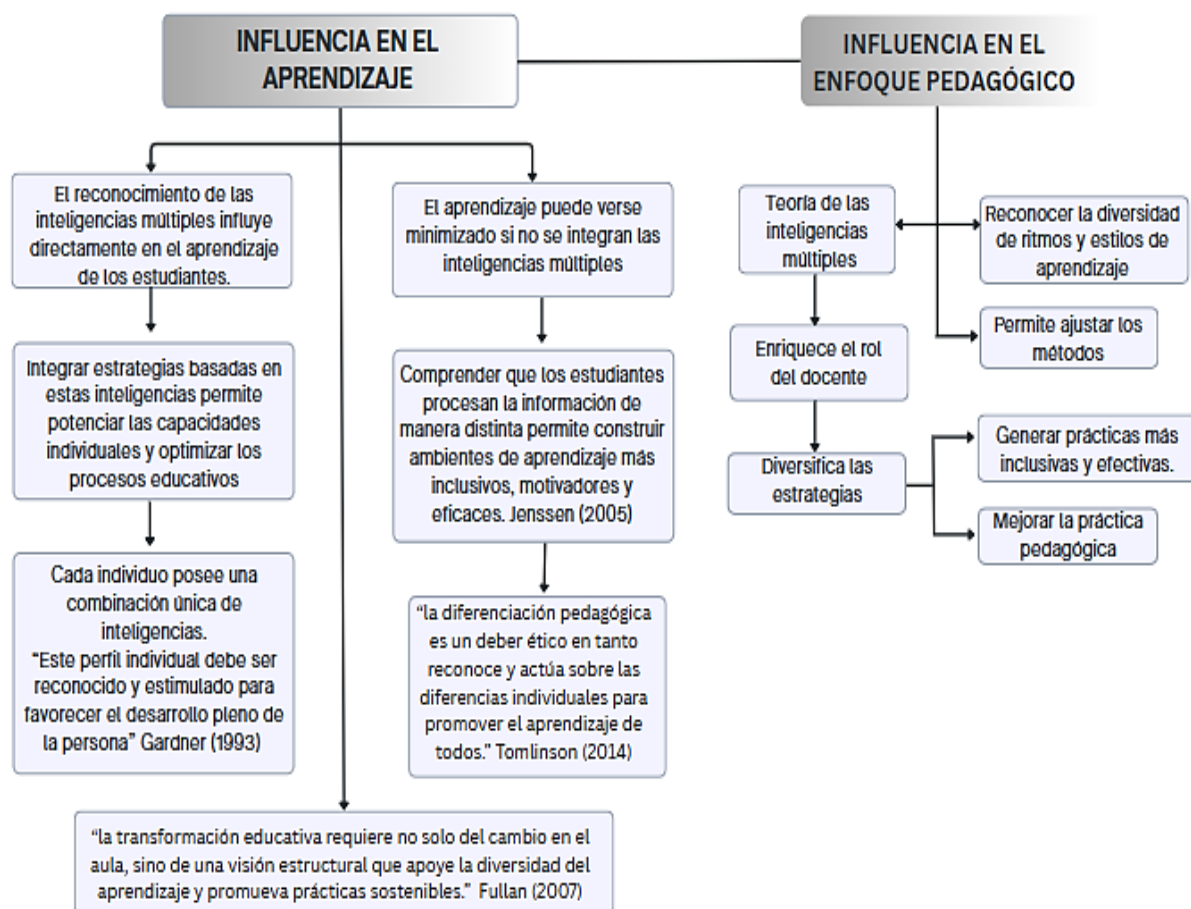 INFLUENCIA EN EL
APRENDIZAJE
INFLUENCIA EN EL
ENFOQUE PEDAGÓGICO
El reconocimiento de las
inteligencias múltiples influye
directamente en el aprendizaje
de los estudiantes.
Integrar estrategias basadas en
estas inteligencias permite
potenciar las capacidades
individuales y optimizar los
procesos educativos
Cada individuo posee una
combinación única de
inteligencias.
“Este perfil individual debe ser
reconocido y estimulado para
favorecer el desarrollo pleno de
la persona” Gardner (1993)
El aprendizaje puede verse
minimizado si no se integran las
inteligencias múltiples
Comprender que los estudiantes
procesan la información de
manera distinta permite construir
ambientes de aprendizaje más
inclusivos, motivadores y
eficaces. Jenssen (2005)
“la diferenciación pedagógica
es un deber ético en tanto
reconoce y actúa sobre las
diferencias individuales para
promover el aprendizaje de
todos.” Tomlinson (2014)
“la transformación educativa requiere no solo del cambio en el
aula, sino de una visión estructural que apoye la diversidad del
aprendizaje y promueva prácticas sostenibles.” Fullan (2007)
Teoría de las
inteligencias
múltiples
Enriquece el rol
del docente
Diversifica las
estrategias
Reconocer la diversidad
de ritmos y estilos de
aprendizaje
Permite ajustar los
métodos
Generar prácticas más
inclusivas y efectivas.
Mejorar la práctica
pedagógica